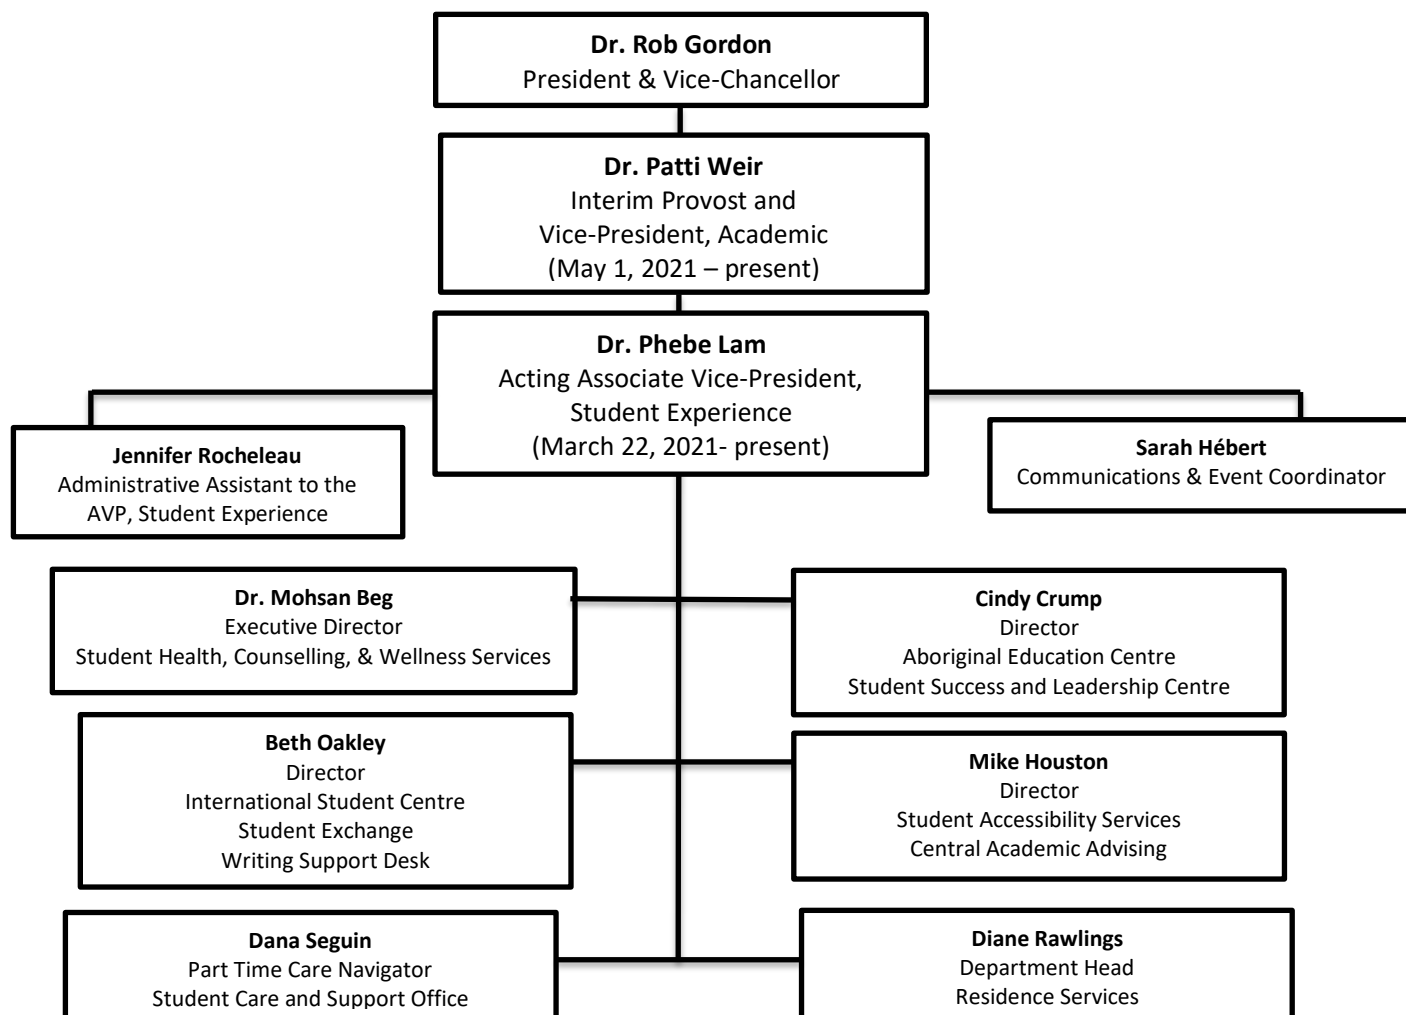 Dr. Rob Gordon
President & Vice-Chancellor
Dr. Patti Weir
Interim Provost and
Vice-President, Academic
(May 1, 2021 – present)
Dr. Phebe Lam
Acting Associate Vice-President,
Student Experience
(March 22, 2021- present)
Jennifer Rocheleau
Administrative Assistant to the
AVP, Student Experience
Sarah Hébert
Communications & Event Coordinator
Dr. Mohsan Beg
Executive Director
Student Health, Counselling, & Wellness Services
Cindy Crump
Director
Aboriginal Education Centre
Student Success and Leadership Centre
Beth Oakley
Director
International Student Centre
Student Exchange
Writing Support Desk
Mike Houston
Director
Student Accessibility Services
Central Academic Advising
Dana Seguin
Part Time Care Navigator
Student Care and Support Office
Diane Rawlings
Department Head
Residence Services